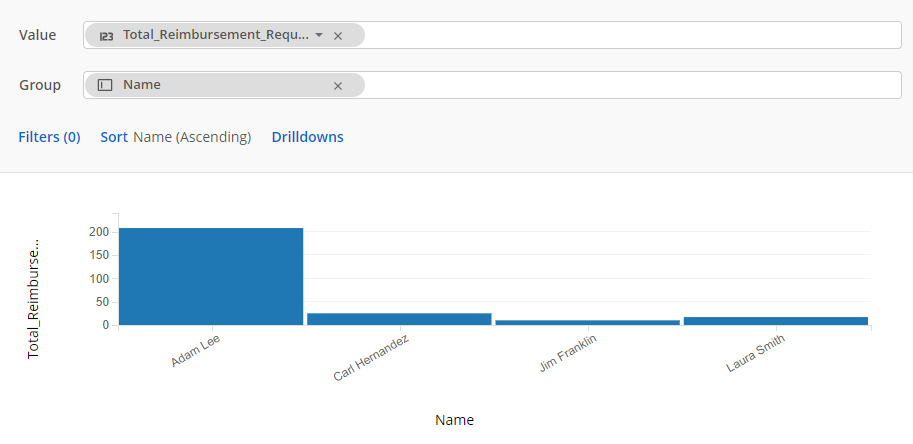 Value 123 Total_Reimbursement_Requ...
Group Name
Filters (0) Sort Name (Ascending) Drilldowns
Total_Reimburse...
200
150
100
50
0
Adam Lee Carl Hernandez Jim Franklin Laura Smith
Name